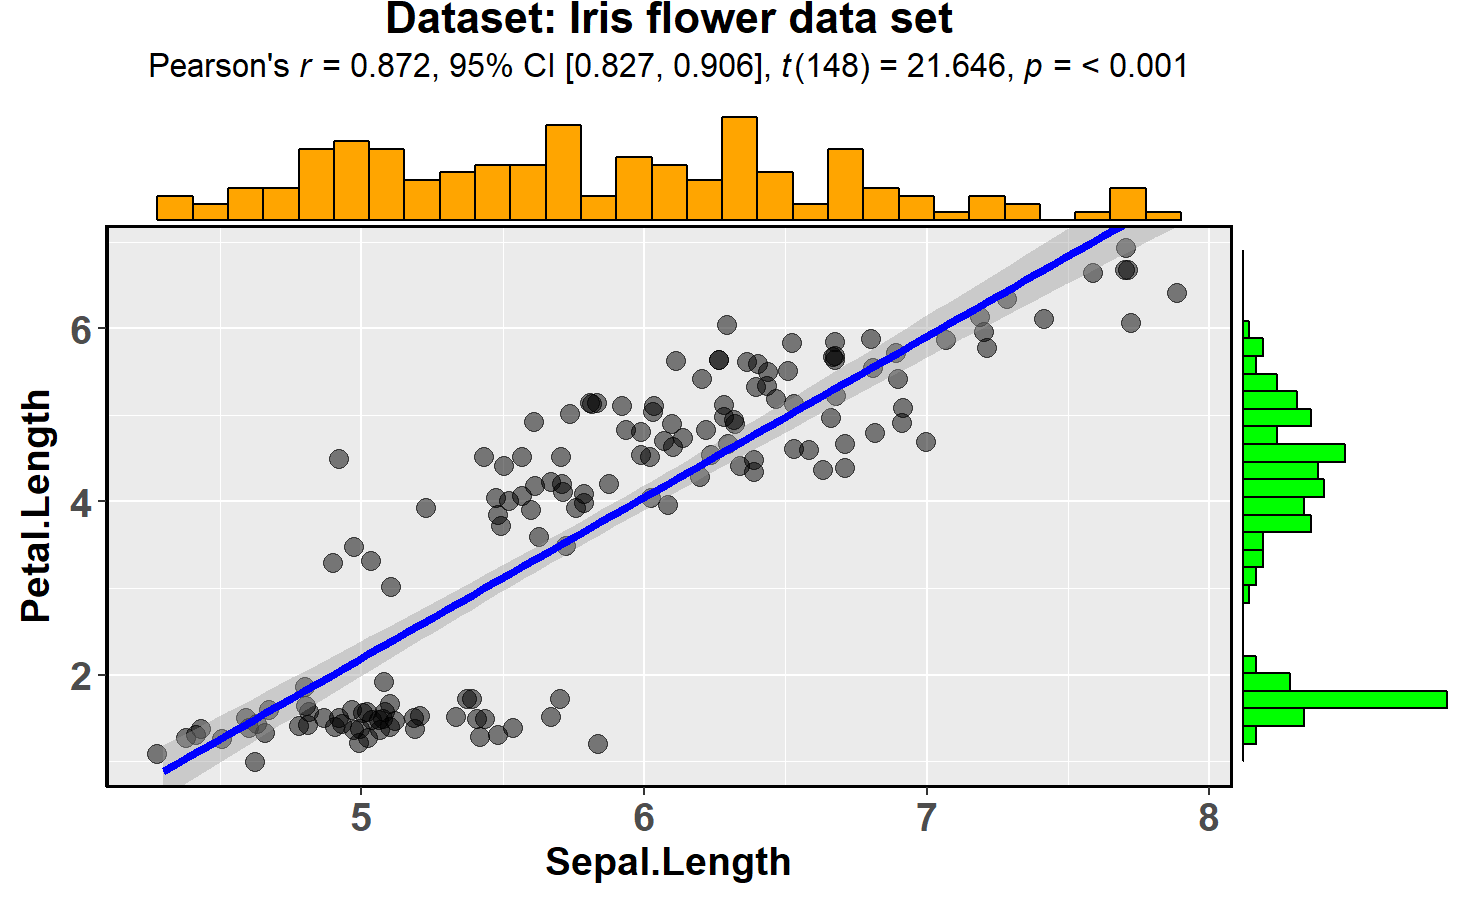 Dataset: Iris flower data set
Pearson's r = 0.872, 95% CI [0.827, 0.906], t(148) = 21.646, p = < 0.001
Petal.Length
6
4
2
5 6 7 8
Sepal.Length